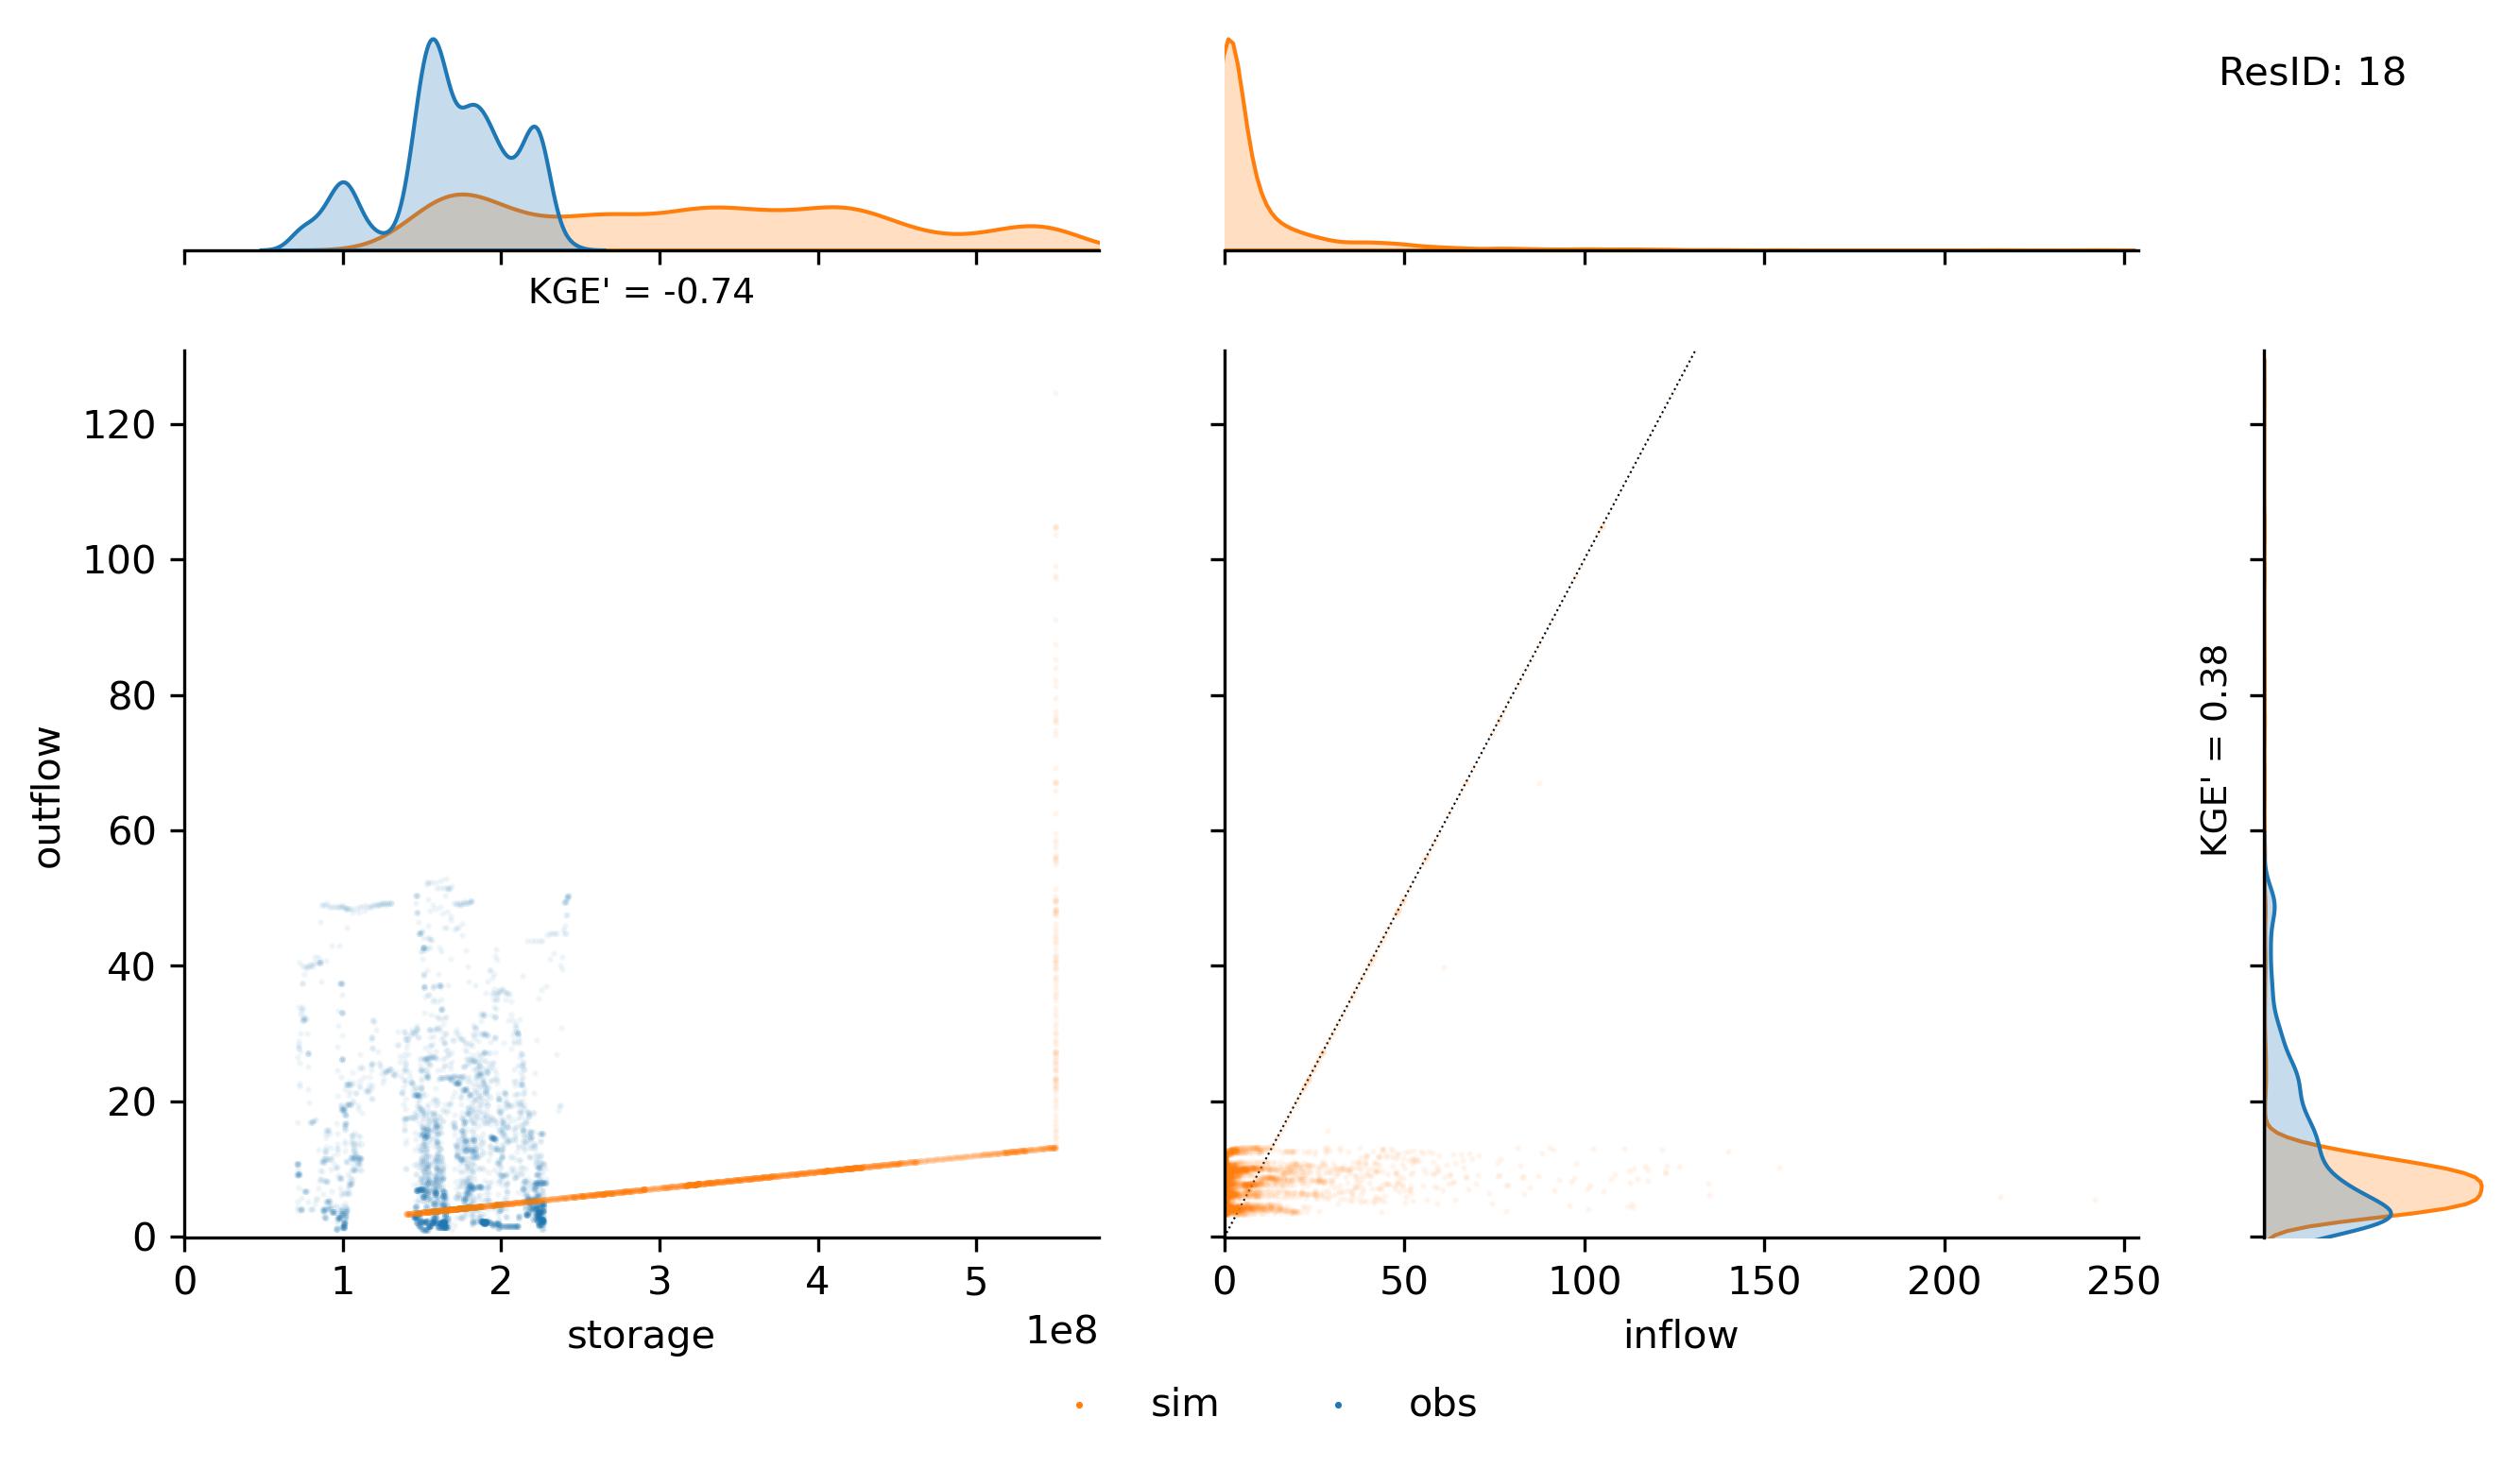 ResID: 18
KGE' = -0.74
120
100
80
60
40
20
0
outflow
KGE' = 0.38
0 1 2 3 4 5
1e8
storage
0 50 100 150 200 250
inflow
sim obs